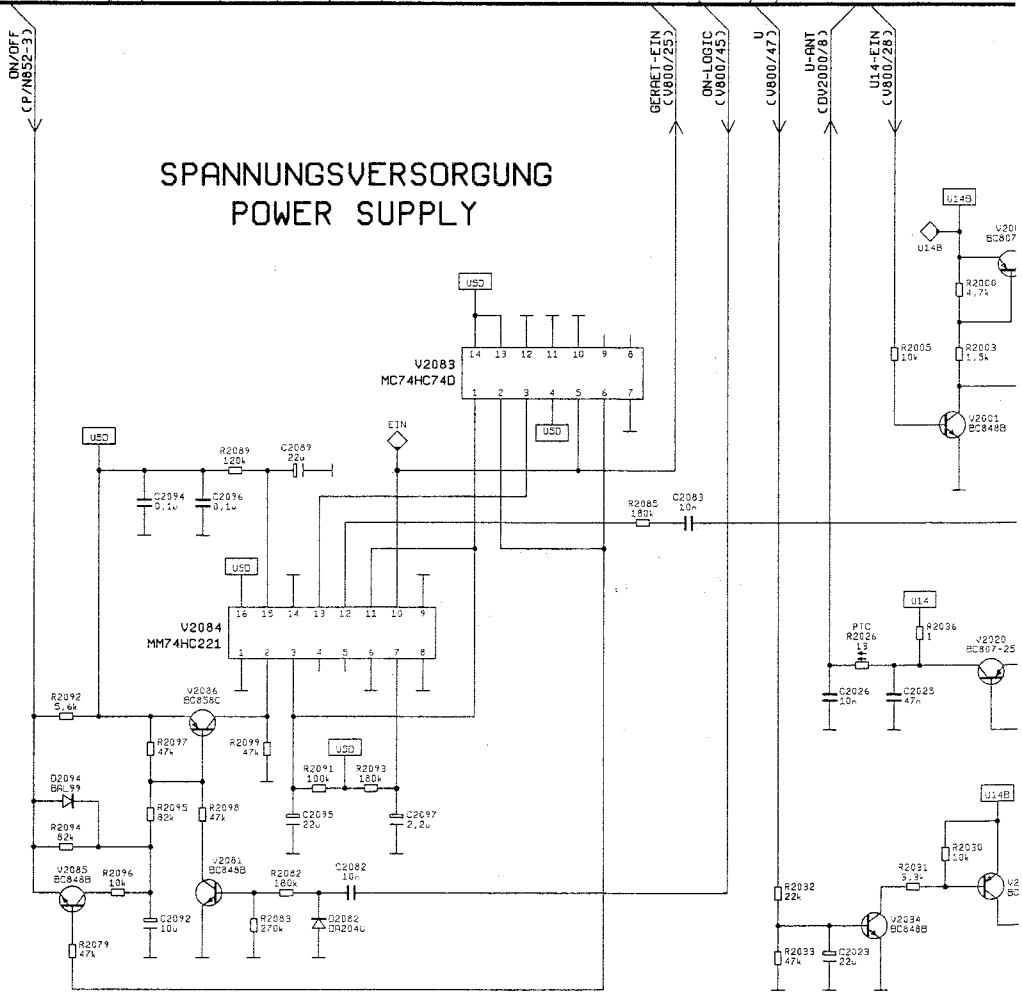 ON/OFF
(P/N852-3)
GERAET-EIN
(V800/25)
ON-LOGIC
(V800/45)
U
(V800/47)
U-ANT
(DV2000/8)
U14-EIN
(V800/28)
SPANNUNGSVERSORGUNG
POWER SUPPLY
U14B
U14B
BC807
R2000
4,7k
R2005
10k
R2003
1,5k
V2001
BC848B
U5D
14 13 12 11 10 9 8
V2083
MC74HC74D
1 2 3 4 5 6 7
U5D
EIN
U5D
R2089
120k
C2089
22u
C2094
0,1u
C2096
0,1u
R2085
180k
C2083
10n
U5D
16 15 14 13 12 11 10 9
V2084
MM74HC221
1 2 3 4 5 6 7 8
U14
PTC
R2026
R2036
1
V2020
BC807-25
C2026
10n
47n
R2092
5,6k
V2086
BC858C
R2097
47k
R2099
47k
U5D
R2091
100k
R2093
180k
D2094
BAL99
R2095
82k
R2098
47k
C2095
22u
C2097
2,2u
R2094
82k
U14B
V2085
BC848B
R2096
10k
V2081
BC848B
R2082
180k
C2082
10n
R2030
10k
R2031
R2032
22k
C2092
10u
R2083
270k
D2082
DA204U
V2034
BC848B
R2079
47k
R2033
47k
C2023
22u